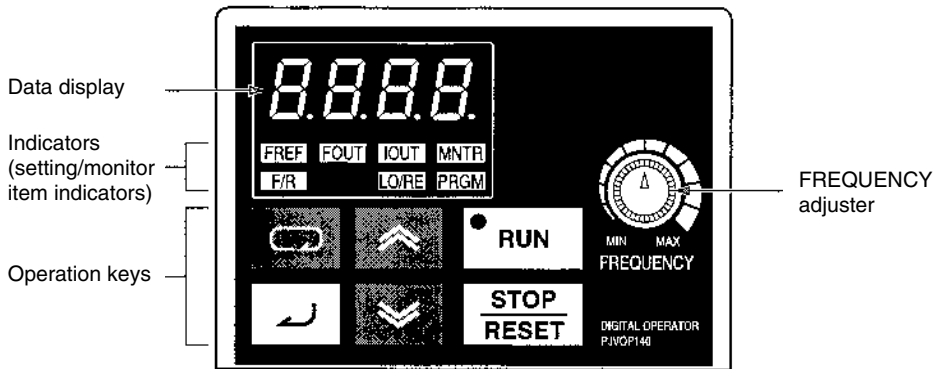 Data display
8.8.8.8.
Indicators
(setting/monitor
item indicators)
FREF FOUT IOUT MNTR
F/R LO/RE PRGM
FREQUENCY
adjuster
Operation keys
RUN
MIN MAX
FREQUENCY
STOP
RESET
DIGITAL OPERATOR
PJVOP140